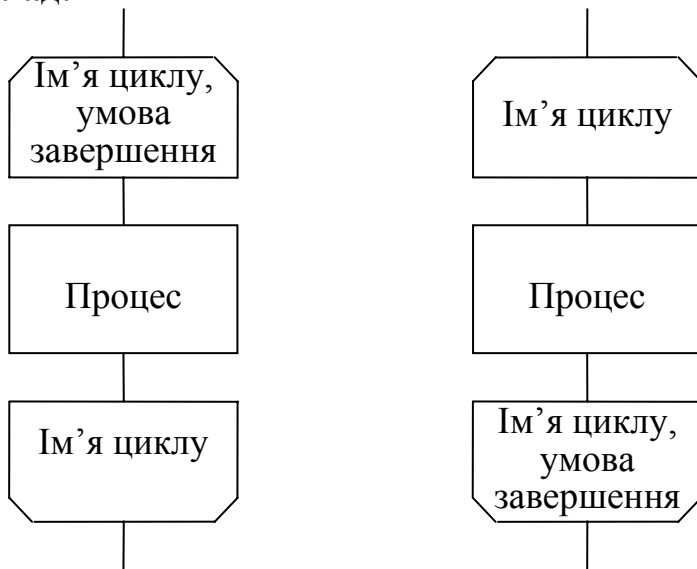 Ім’я циклу,
умова
завершення
Процес
Ім’я циклу
Ім’я циклу
Процес
Ім’я циклу,
умова
завершення